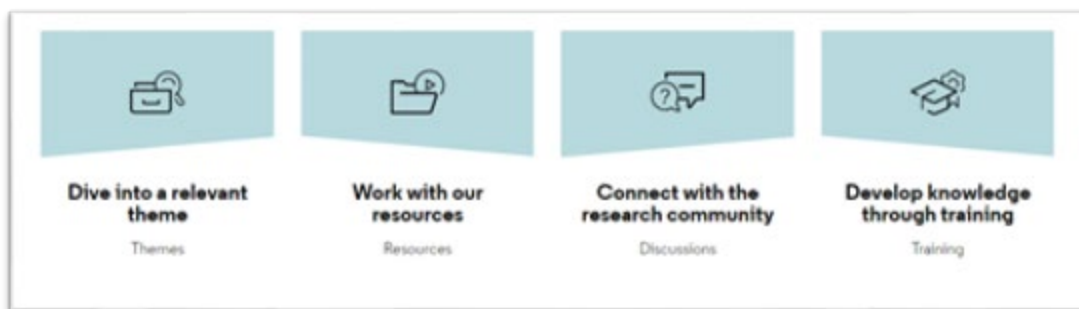 Dive into a relevant
theme
Themes
Work with our
resources
Resources
Connect with the
research community
Discussions
Develop knowledge
through training
Training